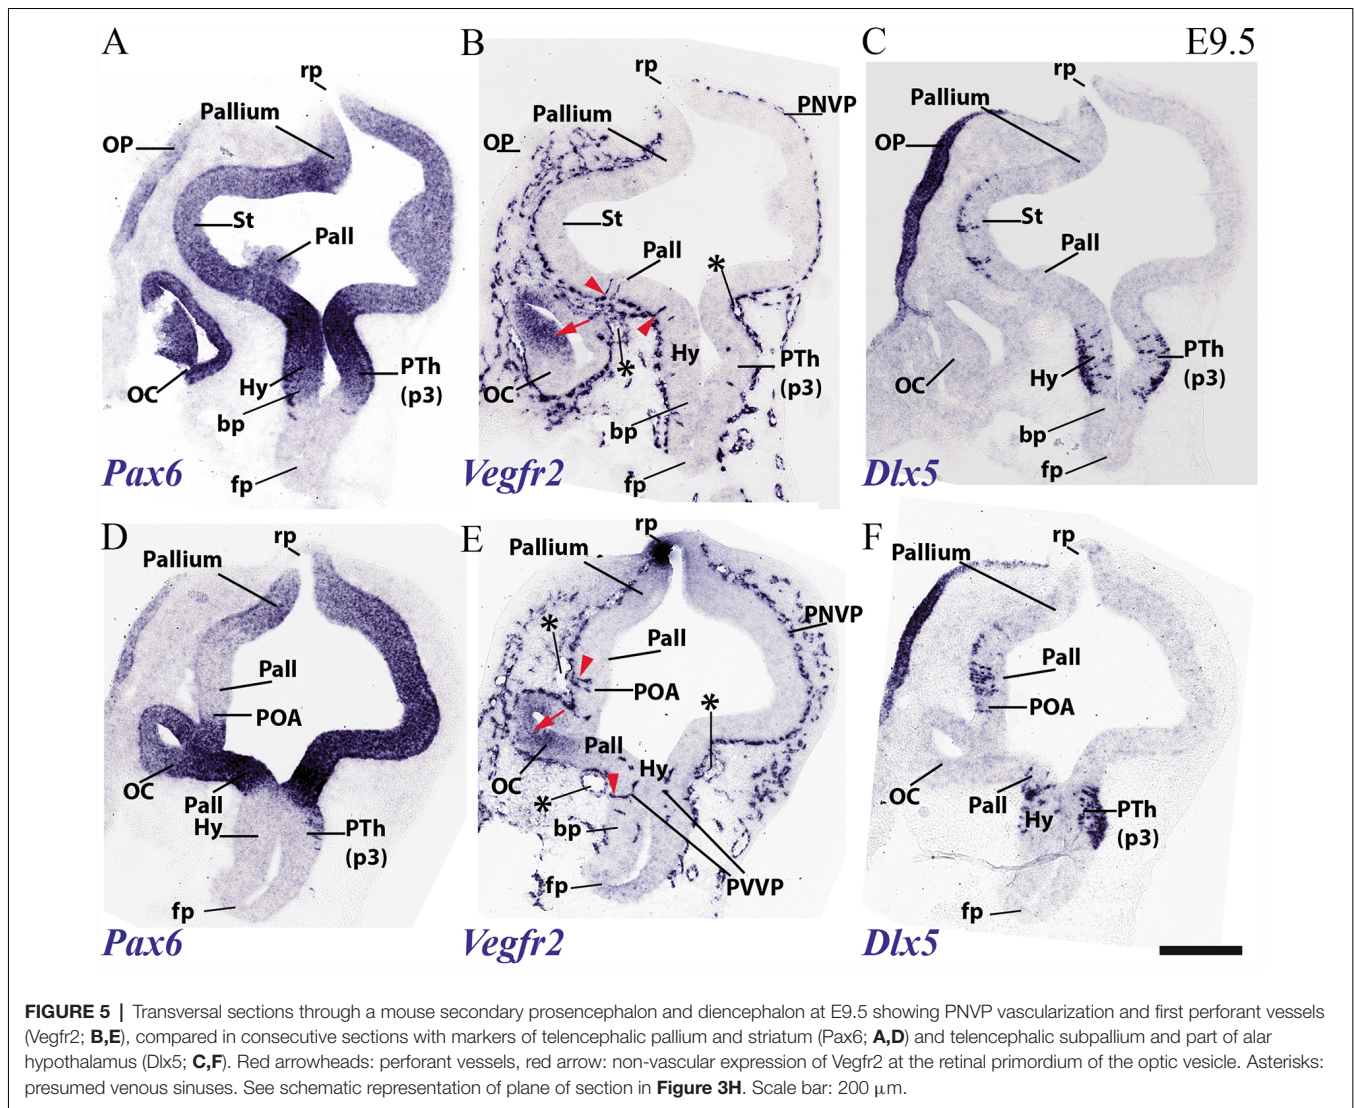 A
rp
Pallium
OP
St
Pall
OC
Hy
PTh
(p3)
bp
fp
Pax6
B
rp
Pallium
PNVP
OP
St
Pall
*
Hy
PTh
(p3)
OC
*
bp
fp
Vegfr2
C
E9.5
rp
Pallium
OP
St
Pall
PTh
(p3)
Hy
OC
bp
fp
Dlx5
D
rp
Pallium
Pall
POA
OC
Pall
Hy
PTh
(p3)
fp
Pax6
E
rp
Pallium
*
PNVP
Pall
POA
*
Pall
Hy
OC
*
bp
PVVP
fp
Vegfr2
F
rp
Pallium
Pall
POA
OC
Pall
Hy
PTh
(p3)
fp
Dlx5
FIGURE 5 | Transversal sections through a mouse secondary prosencephalon and diencephalon at E9.5 showing PNVP vascularization and first perforant vessels
(Vegfr2; B,E), compared in consecutive sections with markers of telencephalic pallium and striatum (Pax6; A,D) and telencephalic subpallium and part of alar
hypothalamus (Dlx5; C,F). Red arrowheads: perforant vessels, red arrow: non-vascular expression of Vegfr2 at the retinal primordium of the optic vesicle. Asterisks:
presumed venous sinuses. See schematic representation of plane of section in Figure 3H. Scale bar: 200 μm.